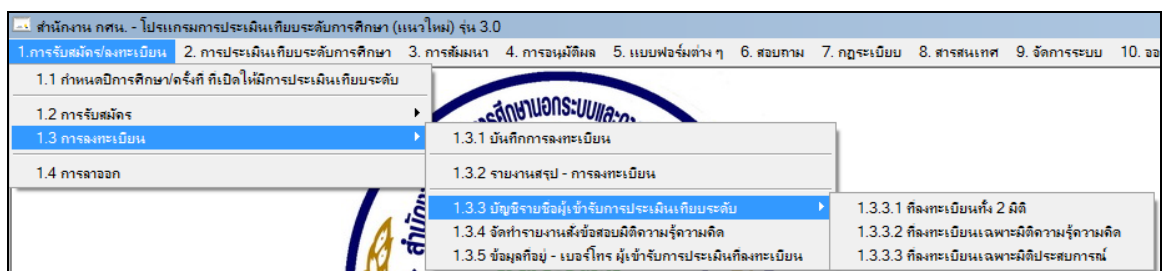 สำนักงาน กศน. - โปรแกรมการประเมินเทียบระดับการศึกษา (แนวใหม่) รุ่น 3.0
1.การรับสมัคร/ลงทะเบียน 2. การประเมินเทียบระดับการศึกษา 3. การสัมมนา 4. การอนุมัติผล 5. แบบฟอร์มต่าง ๆ 6. สอบถาม 7. กฎระเบียบ 8. สารสนเทศ 9. จัดการระบบ 10. ออ
1.1 กำหนดปีการศึกษา/ครั้งที่ ที่เปิดให้มีการประเมินเทียบระดับ
1.2 การรับสมัคร
1.3 การลงทะเบียน
1.4 การลาออก
1.3.1 บันทึกการลงทะเบียน
1.3.2 รายงานสรุป - การลงทะเบียน
1.3.3 บัญชีรายชื่อผู้เข้ารับการประเมินเทียบระดับ
1.3.4 จัดทำรายงานสั่งข้อสอบมิติความรู้ความคิด
1.3.5 ข้อมูลที่อยู่ - เบอร์โทร ผู้เข้ารับการประเมินที่ลงทะเบียน
1.3.3.1 ที่ลงทะเบียนทั้ง 2 มิติ
1.3.3.2 ที่ลงทะเบียนเฉพาะมิติความรู้ความคิด
1.3.3.3 ที่ลงทะเบียนเฉพาะมิติประสบการณ์